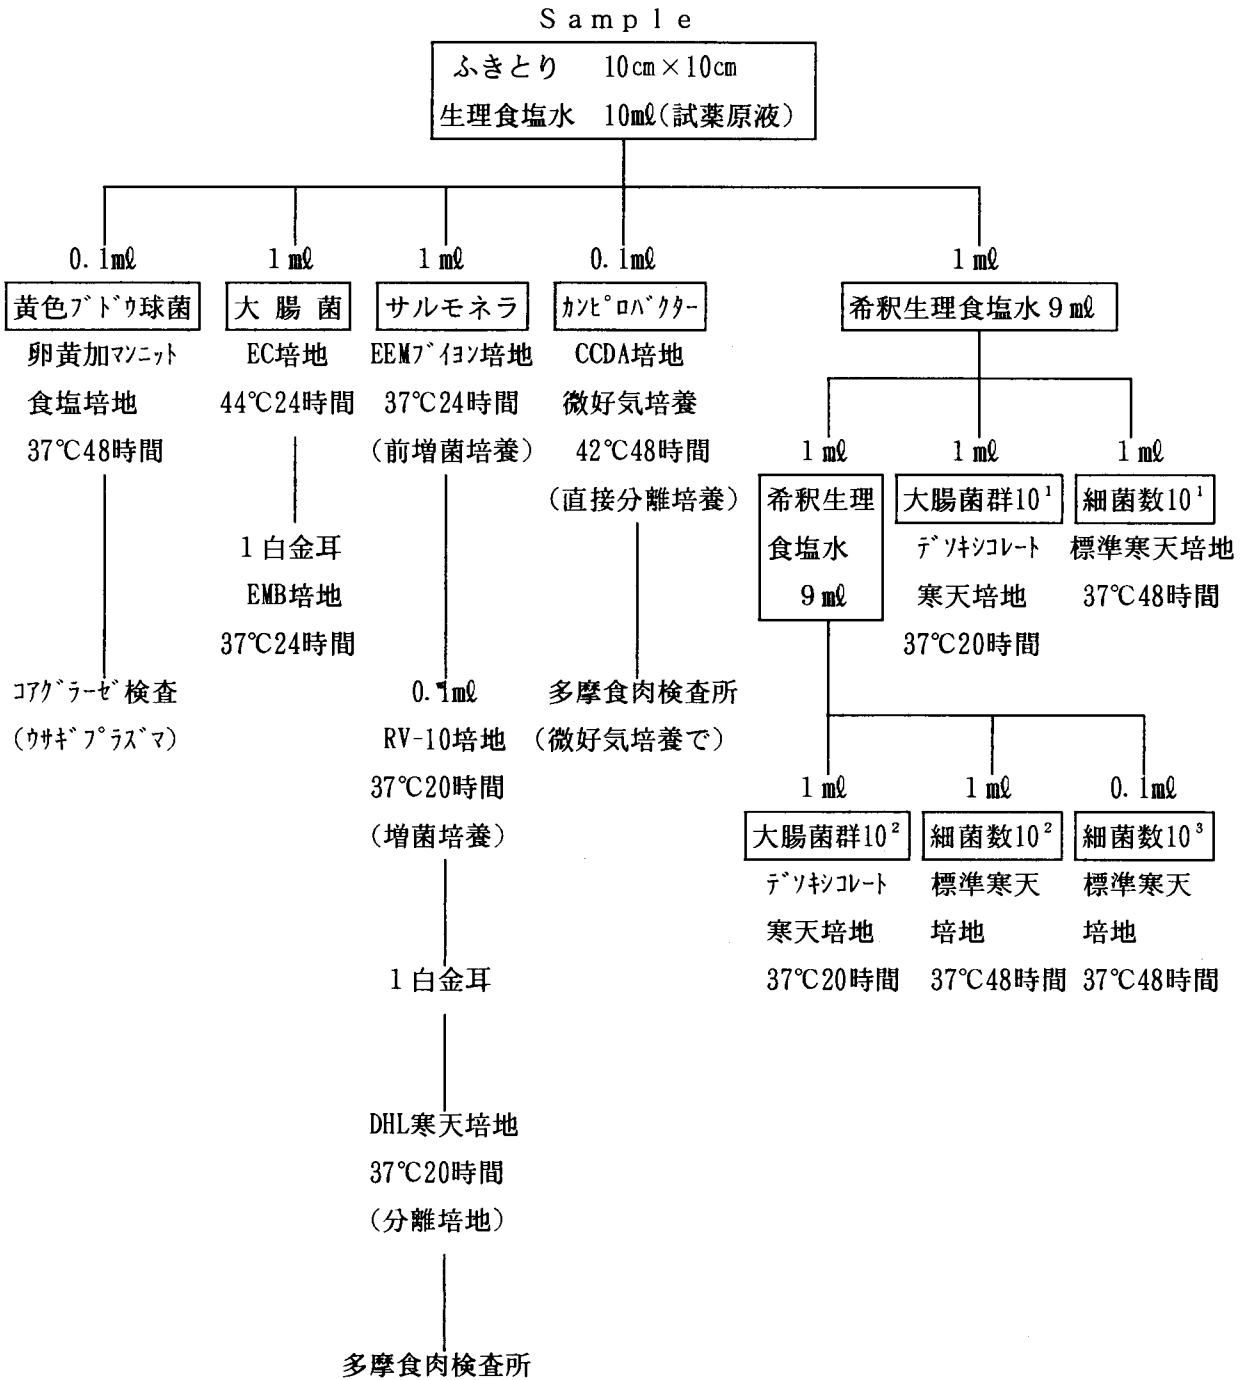 Sample
ふきとり 10cm×10cm
生理食塩水 10mℓ(試薬原液)
0.1mℓ
黄色ブドウ球菌
卵黄加マンニット
食塩培地
37℃48時間
コアグラーゼ検査
(ウサギプラズマ)
1mℓ
大腸菌
EC培地
44℃24時間
1白金耳
EMB培地
37℃24時間
1mℓ
サルモネラ
EEMブイヨン培地
37℃24時間
(前増菌培養)
0.1mℓ
RV-10培地
37℃20時間
(増菌培養)
1白金耳
DHL寒天培地
37℃20時間
(分離培地)
多摩食肉検査所
0.1mℓ
カンピロバクター
CCDA培地
微好気培養
42℃48時間
(直接分離培養)
多摩食肉検査所
(微好気培養で)
1mℓ
希釈生理食塩水9mℓ
1mℓ
希釈生理
食塩水
9mℓ
1mℓ
大腸菌群10¹
デソキシコレート
寒天培地
37℃20時間
1mℓ
細菌数10¹
標準寒天培地
37℃48時間
1mℓ
大腸菌群10²
デソキシコレート
寒天培地
37℃20時間
1mℓ
細菌数10²
標準寒天
培地
37℃48時間
0.1mℓ
細菌数10³
標準寒天
培地
37℃48時間